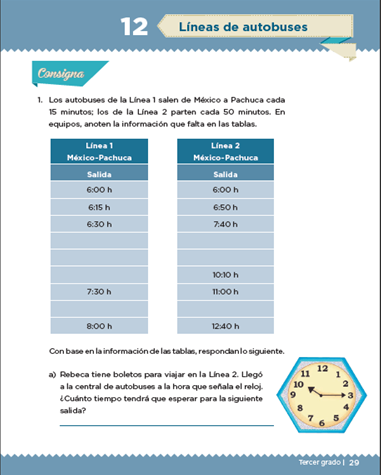 12
Líneas de autobuses
Consigna
1. Los autobuses de la Línea 1 salen de México a Pachuca cada
15 minutos; los de la Línea 2 parten cada 50 minutos. En
equipos, anoten la información que falta en las tablas.
Línea 1
México-Pachuca
Salida
6:00 h
6:15 h
6:30 h
7:30 h
8:00 h
Línea 2
México-Pachuca
Salida
6:00 h
6:50 h
7:40 h
10:10 h
11:00 h
12:40 h
Con base en la información de las tablas, respondan lo siguiente.
a) Rebeca tiene boletos para viajar en la Línea 2. Llegó
a la central de autobuses a la hora que señala el reloj.
¿Cuánto tiempo tendrá que esperar para la siguiente
salida?
12
1
2
3
4
5
6
7
8
9
10
11
Tercer grado | 29